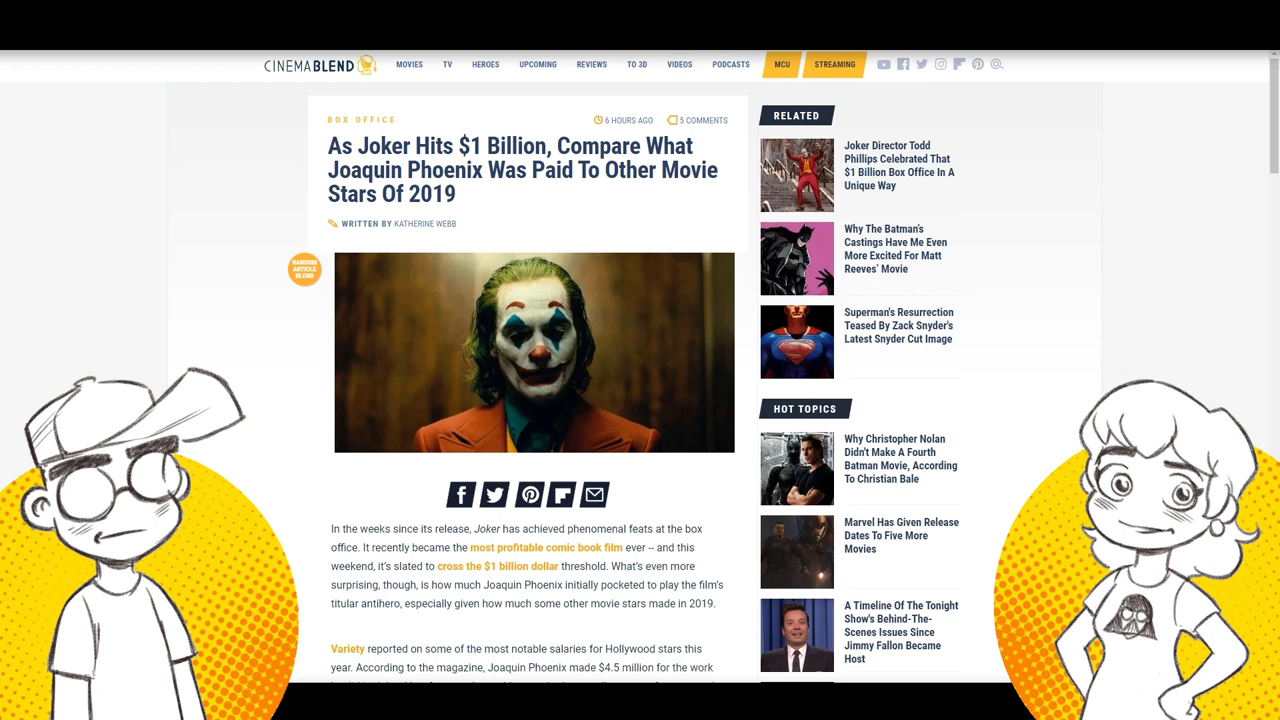 CINEMABLEND
MOVIES TV HEROES UPCOMING REVIEWS TO 3D VIDEOS PODCASTS MCU STREAMING
BOX OFFICE
6 HOURS AGO 5 COMMENTS
As Joker Hits $1 Billion, Compare What
Joaquin Phoenix Was Paid To Other Movie
Stars Of 2019
WRITTEN BY KATHERINE WEBB
RANDOM
ARTICLE
BLEND
In the weeks since its release, Joker has achieved phenomenal feats at the box
office. It recently became the most profitable comic book film ever -- and this
weekend, it's slated to cross the $1 billion dollar threshold. What's even more
surprising, though, is how much Joaquin Phoenix initially pocketed to play the film's
titular antihero, especially given how much some other movie stars made in 2019.
Variety reported on some of the most notable salaries for Hollywood stars this
year. According to the magazine, Joaquin Phoenix made $4.5 million for the work
RELATED
Joker Director Todd
Phillips Celebrated That
$1 Billion Box Office In A
Unique Way
Why The Batman's
Castings Have Me Even
More Excited For Matt
Reeves' Movie
Superman's Resurrection
Teased By Zack Snyder's
Latest Snyder Cut Image
HOT TOPICS
Why Christopher Nolan
Didn't Make A Fourth
Batman Movie, According
To Christian Bale
Marvel Has Given Release
Dates To Five More
Movies
A Timeline Of The Tonight
Show's Behind-The-
Scenes Issues Since
Jimmy Fallon Became
Host